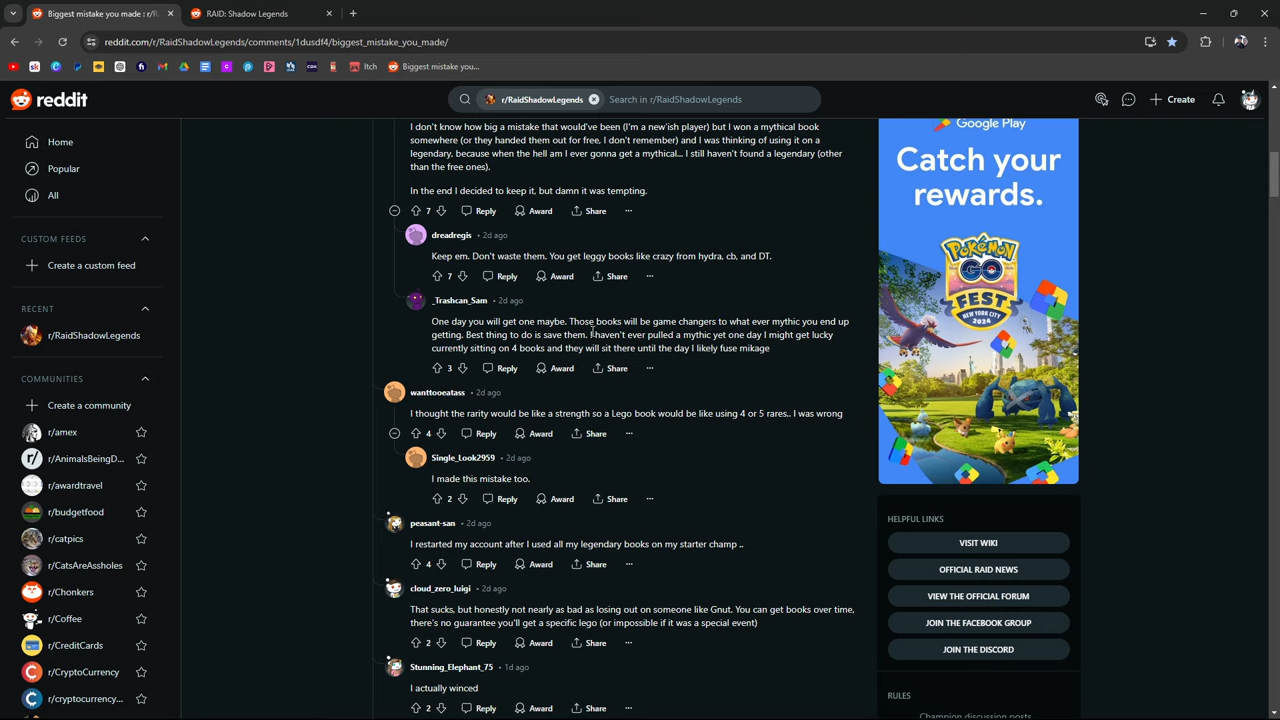 Biggest mistake you made : r/R
RAID: Shadow Legends
reddit.com/r/RaidShadowLegends/comments/1dusdf4/biggest_mistake_you_made/
Itch
Biggest mistake you...
reddit
r/RaidShadowLegends
Search in r/RaidShadowLegends
Create
Home
Popular
All
CUSTOM FEEDS
Create a custom feed
RECENT
r/RaidShadowLegends
COMMUNITIES
Create a community
r/amex
r/AnimalsBeingD...
r/awardtravel
r/budgetfood
r/catpics
r/CatsAreAssholes
r/Chonkers
r/Coffee
r/CreditCards
r/CryptoCurrency
r/cryptocurrency...
I don't know how big a mistake that would've been (I'm a new'ish player) but I won a mythical book
somewhere (or they handed them out for free, I don't remember) and I was thinking of using it on a
legendary, because when the hell am I ever gonna get a mythical... I still haven't found a legendary (other
than the free ones).
In the end I decided to keep it, but damn it was tempting.
7 Reply Award Share
dreadregis • 2d ago
Keep em. Don't waste them. You get leggy books like crazy from hydra, cb, and DT.
7 Reply Award Share
_Trashcan_Sam • 2d ago
One day you will get one maybe. Those books will be game changers to what ever mythic you end up
getting. Best thing to do is save them. I haven't ever pulled a mythic yet one day I might get lucky
currently sitting on 4 books and they will sit there until the day I likely fuse mikage
3 Reply Award Share
wanttooeatass • 2d ago
I thought the rarity would be like a strength so a Lego book would be like using 4 or 5 rares.. I was wrong
4 Reply Award Share
Single_Look2959 • 2d ago
I made this mistake too.
2 Reply Award Share
peasant-san • 2d ago
I restarted my account after I used all my legendary books on my starter champ ..
4 Reply Award Share
cloud_zero_luigi • 2d ago
That sucks, but honestly not nearly as bad as losing out on someone like Gnut. You can get books over time,
there's no guarantee you'll get a specific lego (or impossible if it was a special event)
2 Reply Award Share
Stunning_Elephant_75 • 1d ago
I actually winced
2 Reply Award Share
Google Play
Catch your
rewards.
POKÉMON
GO
FEST
NEW YORK CITY
2024
HELPFUL LINKS
VISIT WIKI
OFFICIAL RAID NEWS
VIEW THE OFFICIAL FORUM
JOIN THE FACEBOOK GROUP
JOIN THE DISCORD
RULES
Champion discussion posts